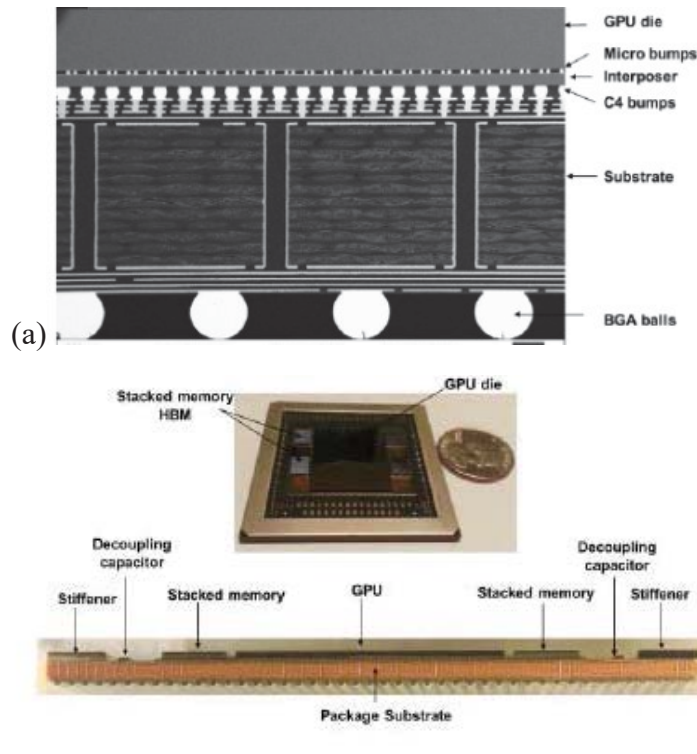 GPU die
Micro bumps
Interposer
C4 bumps
Substrate
BGA balls
(a)
GPU die
Stacked memory
HBM
Decoupling
capacitor
Decoupling
capacitor
Stiffener
Stacked memory
GPU
Stacked memory
Stiffener
Package Substrate